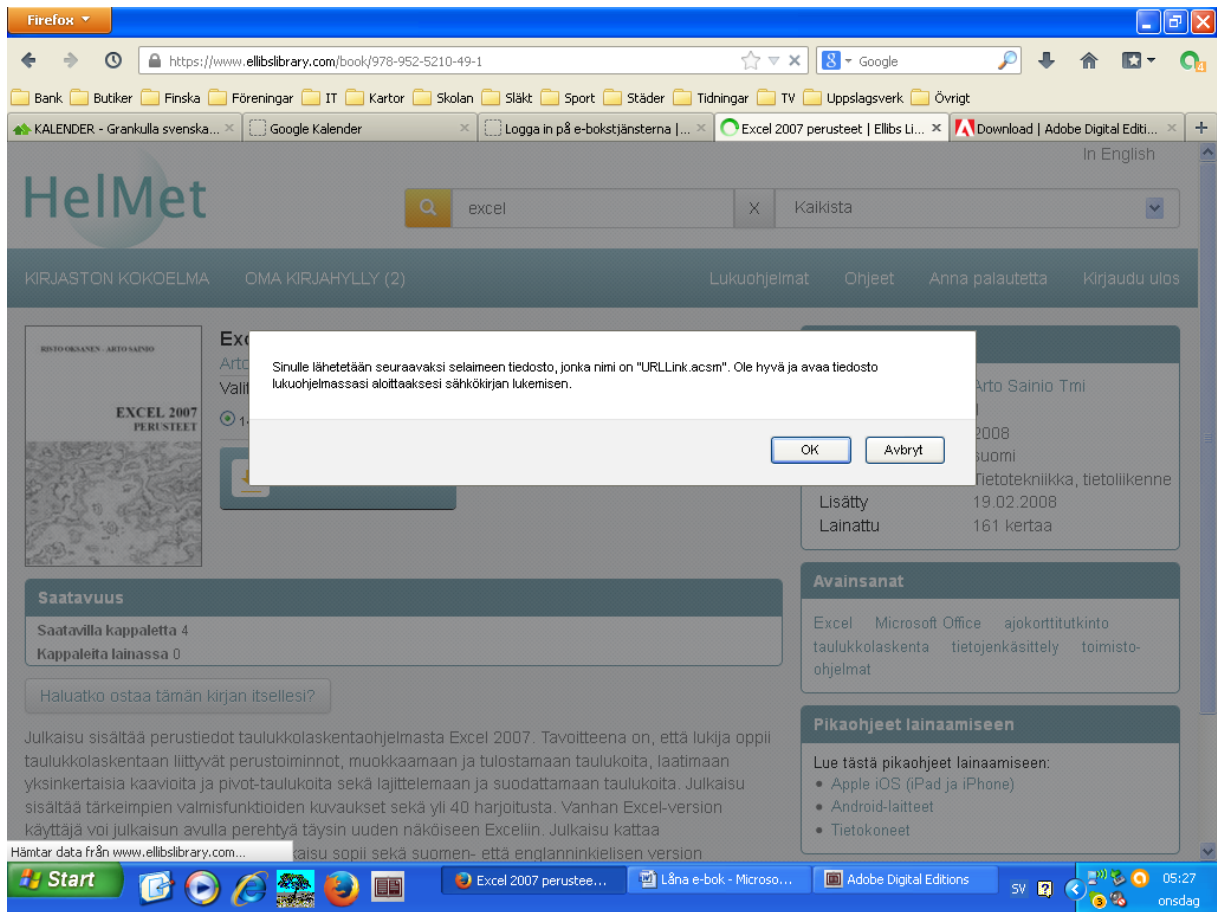 Firefox
https://www.ellibslibrary.com/book/978-952-5210-49-1
Google
Bank Butiker Finska Föreningar IT Kartor Skolan Släkt Sport Städer Tidningar TV Uppslagsverk Övrigt
KALENDER - Grankulla svenska...
Google Kalender
Logga in på e-bokstjänsterna |...
Excel 2007 perusteet | Ellibs Li...
Download | Adobe Digital Editi...
In English
HelMet
excel
X
Kaikista
KIRJASTON KOKOELMA OMA KIRJAHYLLY (2) Lukuohjelmat Ohjeet Anna palautetta Kirjaudu ulos
RISTO OKSANEN - ARTO SAINIO
EXCEL 2007
PERUSTEET
Exc
Arto
Valit
14
Sinulle lähetetään seuraavaksi selaimeen tiedosto, jonka nimi on "URLLink.acsm". Ole hyvä ja avaa tiedosto
lukuohjelmassasi aloittaaksesi sähkökirjan lukemisen.
OK Avbryt
Arto Sainio Tmi
2008
suomi
Tietotekniikka, tietoliikenne
Lisätty 19.02.2008
Lainattu 161 kertaa
Saatavuus
Saatavilla kappaletta 4
Kappaleita lainassa 0
Haluatko ostaa tämän kirjan itsellesi?
Julkaisu sisältää perustiedot taulukkolaskentaohjelmasta Excel 2007. Tavoitteena on, että lukija oppii
taulukkolaskentaan liittyvät perustoiminnot, muokkaamaan ja tulostamaan taulukoita, laatimaan
yksinkertaisia kaavioita ja pivot-taulukoita sekä lajittelemaan ja suodattamaan taulukoita. Julkaisu
sisältää tärkeimpien valmisfunktioiden kuvaukset sekä yli 40 harjoitusta. Vanhan Excel-version
käyttäjä voi julkaisun avulla perehtyä täysin uuden näköiseen Exceliin. Julkaisu kattaa
kaisu sopii sekä suomen- että englanninkielisen version
Avainsanat
Excel Microsoft Office ajokorttitutkinto
taulukkolaskenta tietojenkäsittely toimisto-
ohjelmat
Pikaohjeet lainaamiseen
Lue tästä pikaohjeet lainaamiseen:
Apple iOS (iPad ja iPhone)
Android-laitteet
Tietokoneet
Hämtar data från www.ellibslibrary.com...
Start
Excel 2007 perustee...
Låna e-bok - Microso...
Adobe Digital Editions
SV
05:27
onsdag